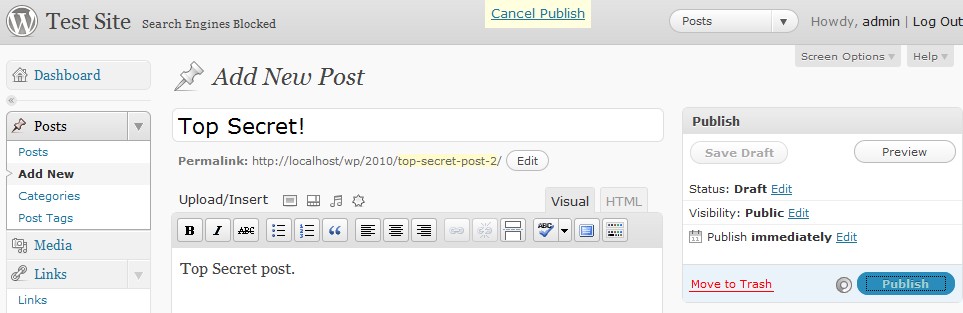 Cancel Publish
Test Site Search Engines Blocked Posts Howdy, admin | Log Out
Screen Options Help
Dashboard
Add New Post
Posts
Top Secret!
Publish
Posts
Permalink: http://localhost/wp/2010/top-secret-post-2/ Edit
Save Draft Preview
Add New
Categories
Post Tags
Upload/Insert Visual HTML
Status: Draft Edit
Visibility: Public Edit
Publish immediately Edit
B I ABC ABC
Media
Links
Links
Top Secret post.
Move to Trash Publish